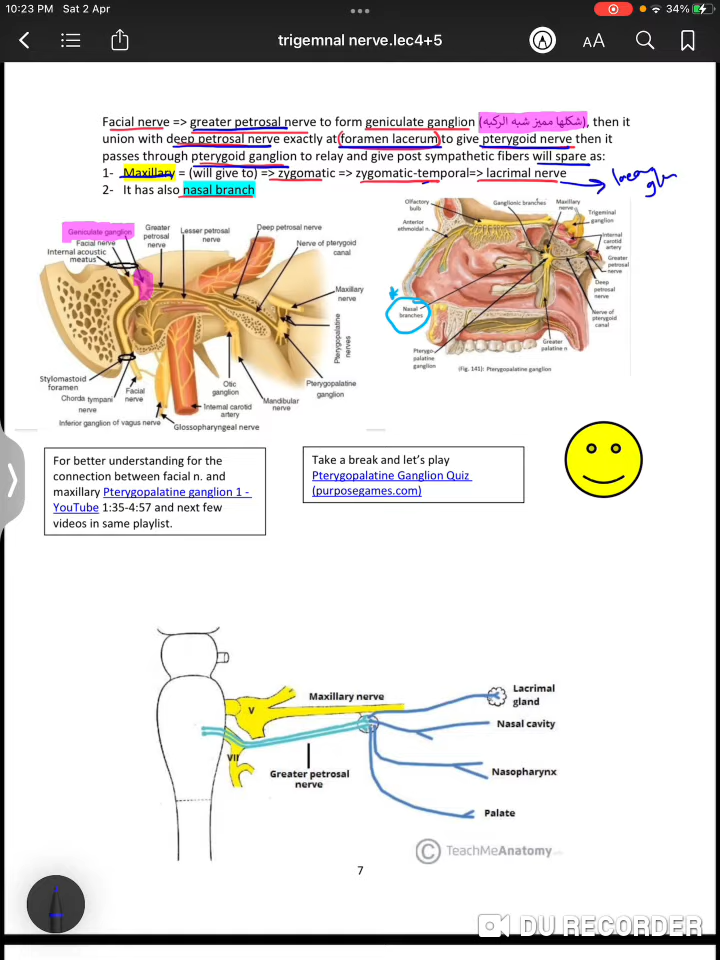 10:23 PM Sat 2 Apr
34%
trigemnal nerve.lec4+5
AA
Facial nerve => greater petrosal nerve to form geniculate ganglion (شكلها مميز شبه الركبه), then it
union with deep petrosal nerve exactly at (foramen lacerum) to give pterygoid nerve then it
passes through pterygoid ganglion to relay and give post sympathetic fibers will spare as:
1- Maxillary = (will give to) => zygomatic => zygomatic-temporal=> lacrimal nerve
2- It has also nasal branch
Geniculate ganglion
Facial nerve
Internal acoustic
meatus
Greater
petrosal
nerve
Lesser petrosal
nerve
Deep petrosal nerve
Nerve of pterygoid
canal
Maxillary
nerve
Pterygopalatine
nerves
Pterygopalatine
ganglion
Mandibular
nerve
Otic
ganglion
Internal carotid
artery
Glossopharyngeal nerve
Inferior ganglion of vagus nerve
Facial
nerve
Chorda tympani
nerve
Stylomastoid
foramen
Olfactory
bulb
Anterior
ethmoidal n.
Ganglionic branches
Maxillary
nerve
Trigeminal
ganglion
Internal
carotid
artery
Greater
petrosal
nerve
Deep
petrosal
nerve
Nerve of
pterygoid
canal
Nasal
branches
Greater
palatine n
Pterygo-
palatine
ganglion
(Fig. 141): Pterygopalatine ganglion
For better understanding for the
connection between facial n. and
maxillary Pterygopalatine ganglion 1 -
YouTube 1:35-4:57 and next few
videos in same playlist.
Take a break and let's play
Pterygopalatine Ganglion Quiz
(purposegames.com)
Maxillary nerve
V
VII
Greater petrosal
nerve
Lacrimal
gland
Nasal cavity
Nasopharynx
Palate
© TeachMeAnatomy
7
DU RECORDER